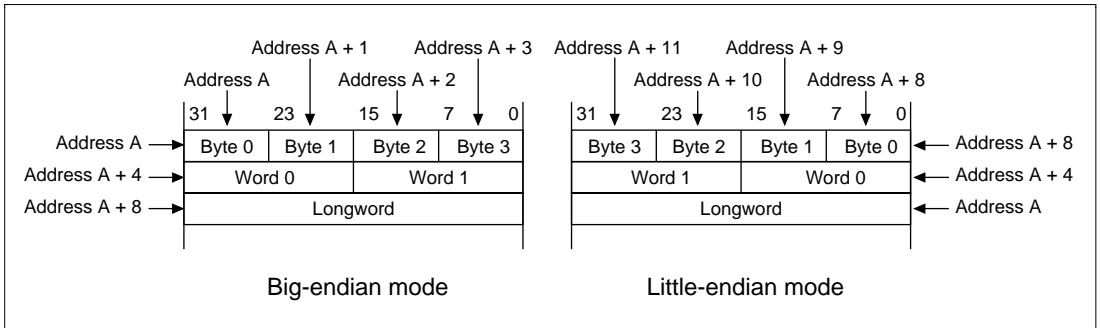 Address A + 1 Address A + 3 Address A + 11 Address A + 9
Address A Address A + 2 Address A + 10 Address A + 8
31 23 15 7 0 31 23 15 7 0
Address A Byte 0 Byte 1 Byte 2 Byte 3 Byte 3 Byte 2 Byte 1 Byte 0 Address A + 8
Address A + 4 Word 0 Word 1 Word 1 Word 0 Address A + 4
Address A + 8 Longword Longword Address A
Big-endian mode Little-endian mode